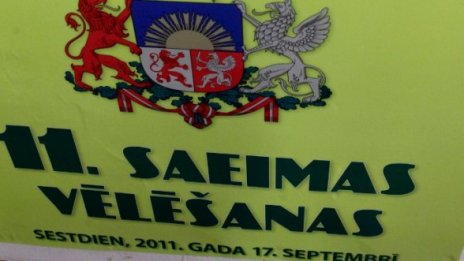 11. SAEIMAS
VĒLĒŠANAS
SESTDIEN, 2011. GADA 17. SEPTEMBRĪ